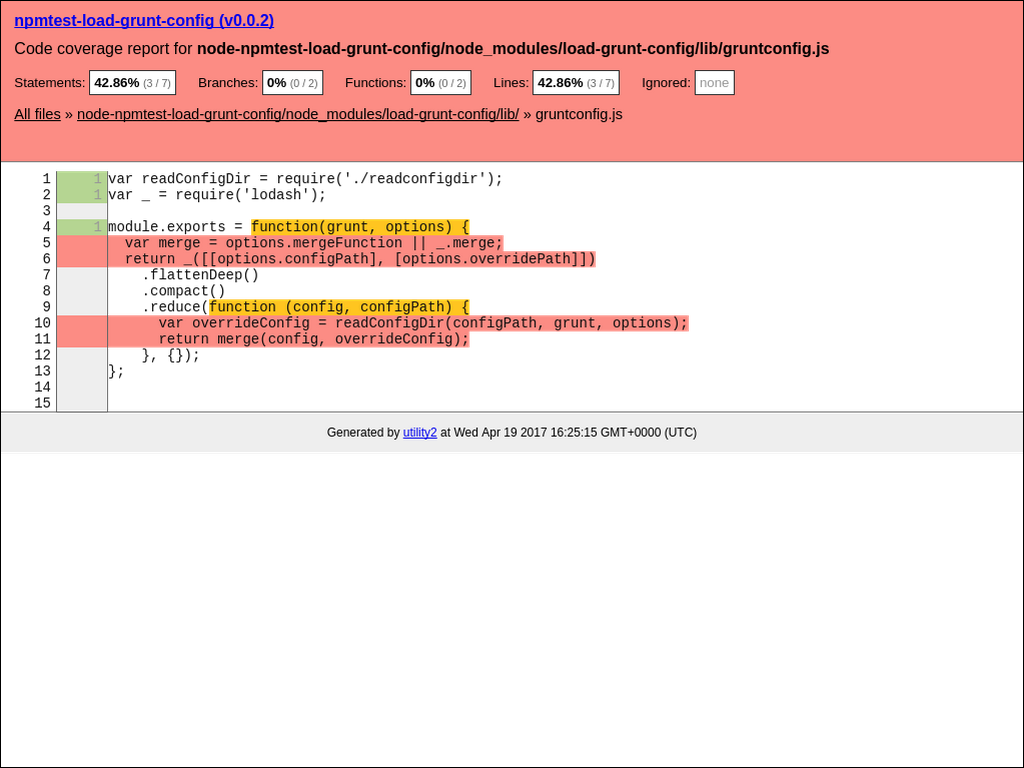 npmtest-load-grunt-config (v0.0.2)
Code coverage report for node-npmtest-load-grunt-config/node_modules/load-grunt-config/lib/gruntconfig.js
Statements: 42.86% (3 / 7) Branches: 0% (0 / 2) Functions: 0% (0 / 2) Lines: 42.86% (3 / 7) Ignored: none
All files » node-npmtest-load-grunt-config/node_modules/load-grunt-config/lib/ » gruntconfig.js
1 1 var readConfigDir = require('./readconfigdir');
2 1 var _ = require('lodash');
3
4 1 module.exports = function(grunt, options) {
5   var merge = options.mergeFunction || _.merge;
6   return _([[options.configPath], [options.overridePath]])
7     .flattenDeep()
8     .compact()
9     .reduce(function (config, configPath) {
10       var overrideConfig = readConfigDir(configPath, grunt, options);
11       return merge(config, overrideConfig);
12     }, {});
13 };
14
15
Generated by utility2 at Wed Apr 19 2017 16:25:15 GMT+0000 (UTC)